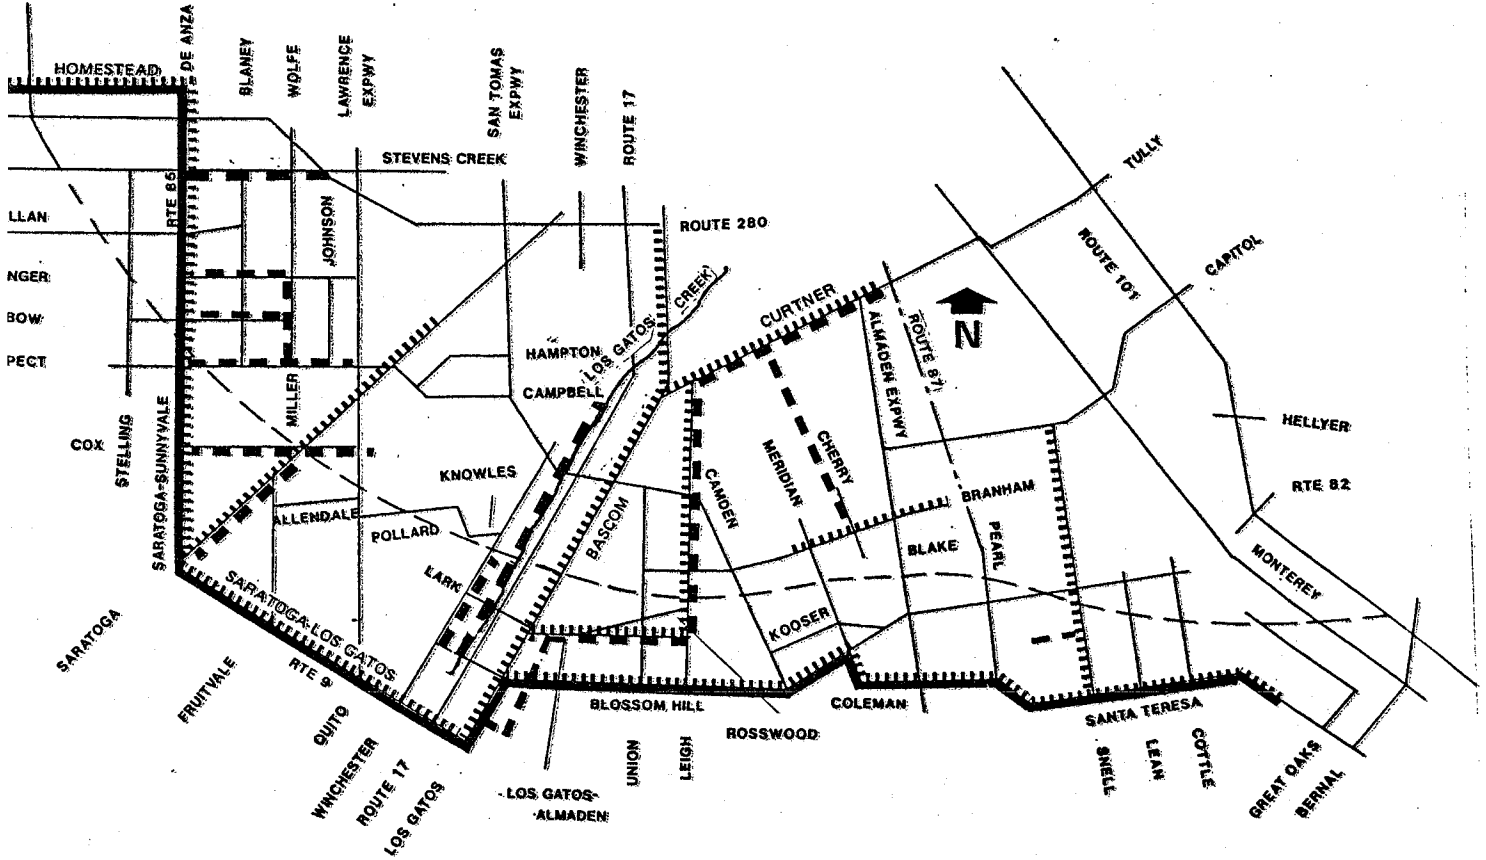 HOMESTEAD
DE ANZA
BLANEY
WOLFE
LAWRENCE
EXPWY
SAN TOMAS
EXPWY
WINCHESTER
ROUTE 17
STEVENS CREEK
RTE 85
JOHNSON
ROUTE 280
LLAN
NGER
BOW
PECT
CREEK
LOS GATOS
HAMPTON
CAMPBELL
CURTNER
TULLY
ROUTE 101
CAPITOL
N
ALMADEN EXPWY
ROUTE 87
HELLYER
RTE 82
MONTEREY
MILLER
COX
STELLING
SARATOGA-SUNNYVALE
KNOWLES
ALLENDALE
POLLARD
LARK
BASCOM
CAMDEN
MERIDIAN
CHERRY
BRANHAM
BLAKE
PEARL
KOOSER
SARATOGA-LOS GATOS
RTE 9
SARATOGA
FRUITVALE
QUITO
WINCHESTER
ROUTE 17
LOS GATOS
BLOSSOM HILL
ROSSWOOD
COLEMAN
SANTA TERESA
LOS GATOS-
ALMADEN
UNION
LEIGH
SNELL
LEAN
COTTLE
GREAT OAKS
BERNAL